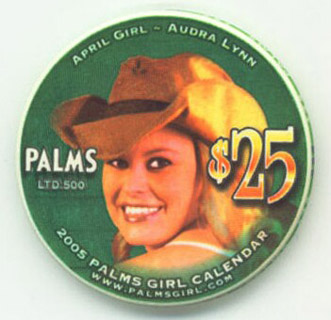 APRIL GIRL ~ AUDRA LYNN
PALMS
LTD. 500
$25
2005 PALMS GIRL CALENDAR
WWW.PALMSGIRL.COM